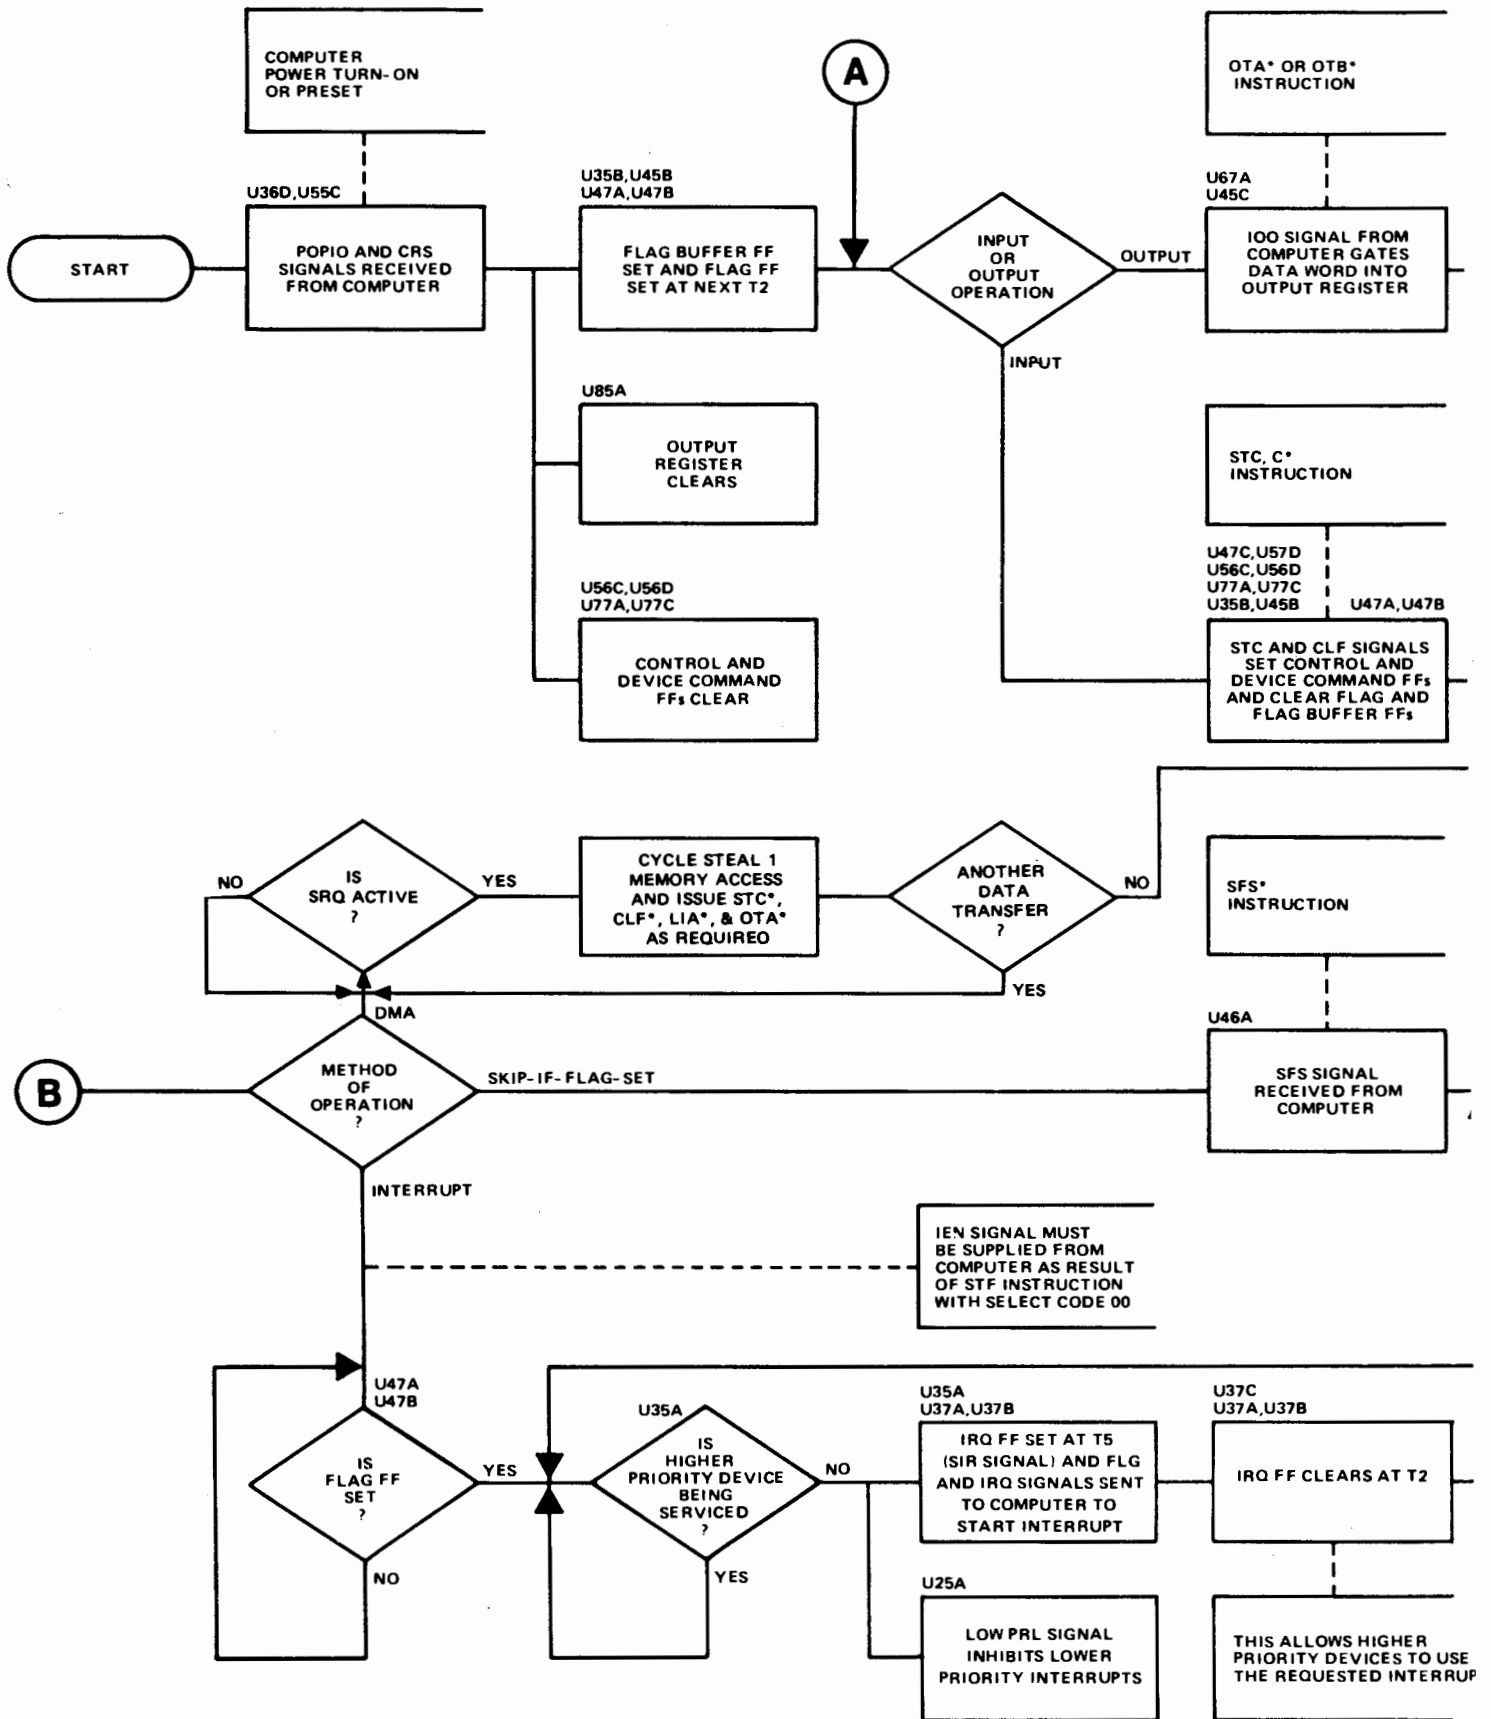 COMPUTER
POWER TURN-ON
OR PRESET
A
OTA* OR OTB*
INSTRUCTION
U36D,U55C
U35B,U45B
U47A,U47B
U67A
U45C
START
POPIO AND CRS
SIGNALS RECEIVED
FROM COMPUTER
FLAG BUFFER FF
SET AND FLAG FF
SET AT NEXT T2
INPUT
OR
OUTPUT
OPERATION
OUTPUT
IOO SIGNAL FROM
COMPUTER GATES
DATA WORD INTO
OUTPUT REGISTER
INPUT
U85A
OUTPUT
REGISTER
CLEARS
STC, C*
INSTRUCTION
U56C,U56D
U77A,U77C
CONTROL AND
DEVICE COMMAND
FFs CLEAR
U47C,U57D
U56C,U56D
U77A,U77C
U35B,U45B
U47A,U47B
STC AND CLF SIGNALS
SET CONTROL AND
DEVICE COMMAND FFs
AND CLEAR FLAG AND
FLAG BUFFER FFs
NO
IS
SRQ ACTIVE
?
YES
CYCLE STEAL 1
MEMORY ACCESS
AND ISSUE STC*,
CLF*, LIA*, & OTA*
AS REQUIRED
ANOTHER
DATA
TRANSFER
?
NO
YES
SFS*
INSTRUCTION
DMA
U46A
B
METHOD
OF
OPERATION
?
SKIP-IF-FLAG-SET
SFS SIGNAL
RECEIVED FROM
COMPUTER
INTERRUPT
IEN SIGNAL MUST
BE SUPPLIED FROM
COMPUTER AS RESULT
OF STF INSTRUCTION
WITH SELECT CODE 00
U47A
U47B
IS
FLAG FF
SET
?
YES
NO
U35A
IS
HIGHER
PRIORITY DEVICE
BEING
SERVICED
?
NO
YES
U35A
U37A,U37B
IRQ FF SET AT T5
(SIR SIGNAL) AND FLG
AND IRQ SIGNALS SENT
TO COMPUTER TO
START INTERRUPT
U37C
U37A,U37B
IRQ FF CLEARS AT T2
U25A
LOW PRL SIGNAL
INHIBITS LOWER
PRIORITY INTERRUPTS
THIS ALLOWS HIGHER
PRIORITY DEVICES TO USE
THE REQUESTED INTERRUP